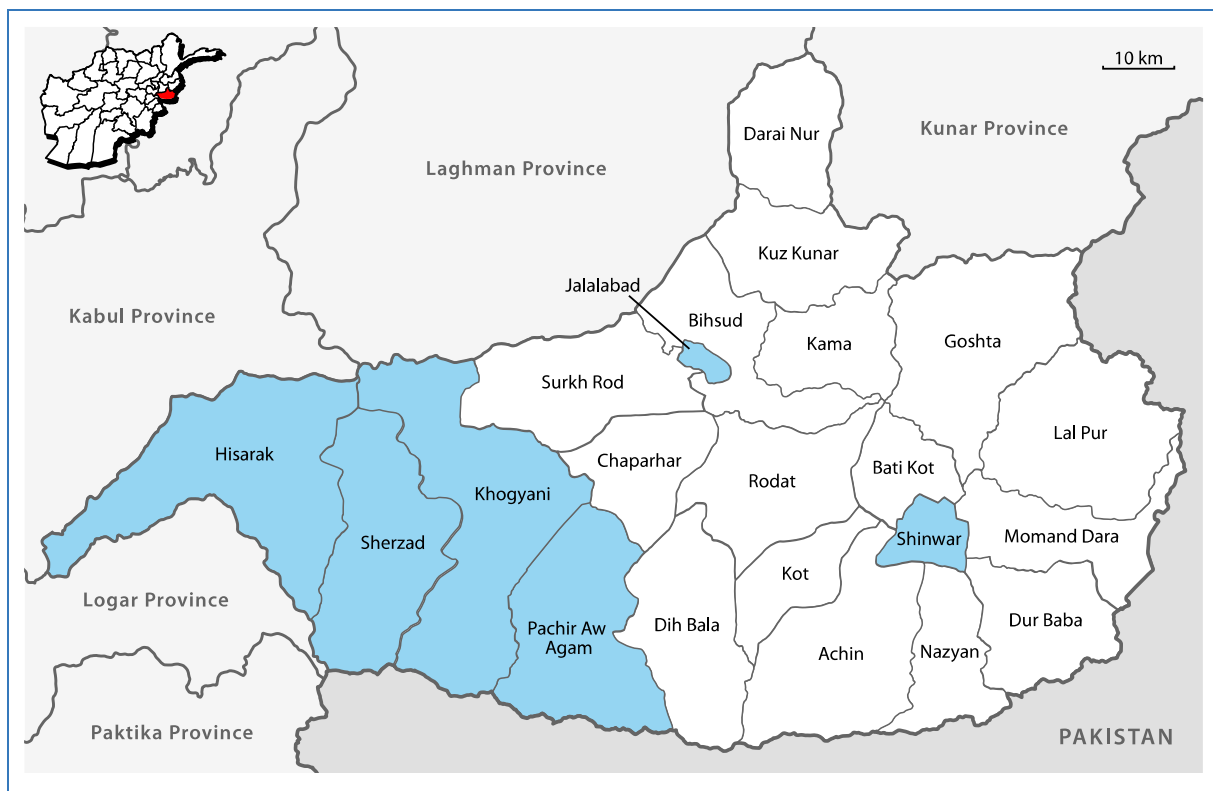 10 km
Darai Nur
Kunar Province
Laghman Province
Kuz Kunar
Jalalabad
Kabul Province
Bihsud
Kama
Goshta
Surkh Rod
Lal Pur
Hisarak
Chaparhar
Bati Kot
Rodat
Khogyani
Sherzad
Shinwar
Momand Dara
Kot
Logar Province
Dih Bala
Dur Baba
Pachir Aw
Agam
Achin
Nazyan
Paktika Province
PAKISTAN